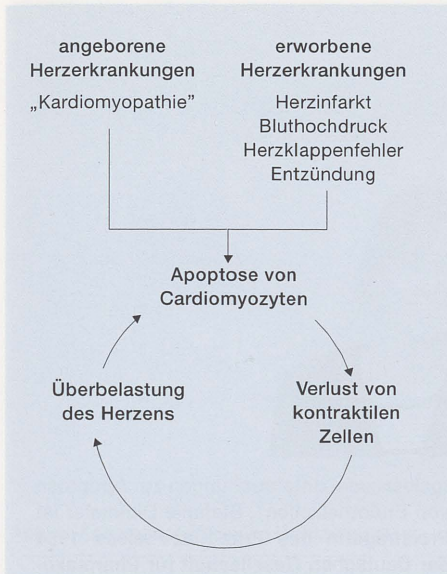 angeborene
Herzerkrankungen
„Kardiomyopathie”
erworbene
Herzerkrankungen
Herzinfarkt
Bluthochdruck
Herzklappenfehler
Entzündung
Apoptose von
Cardiomyozyten
Überbelastung
des Herzens
Verlust von
kontraktilen
Zellen